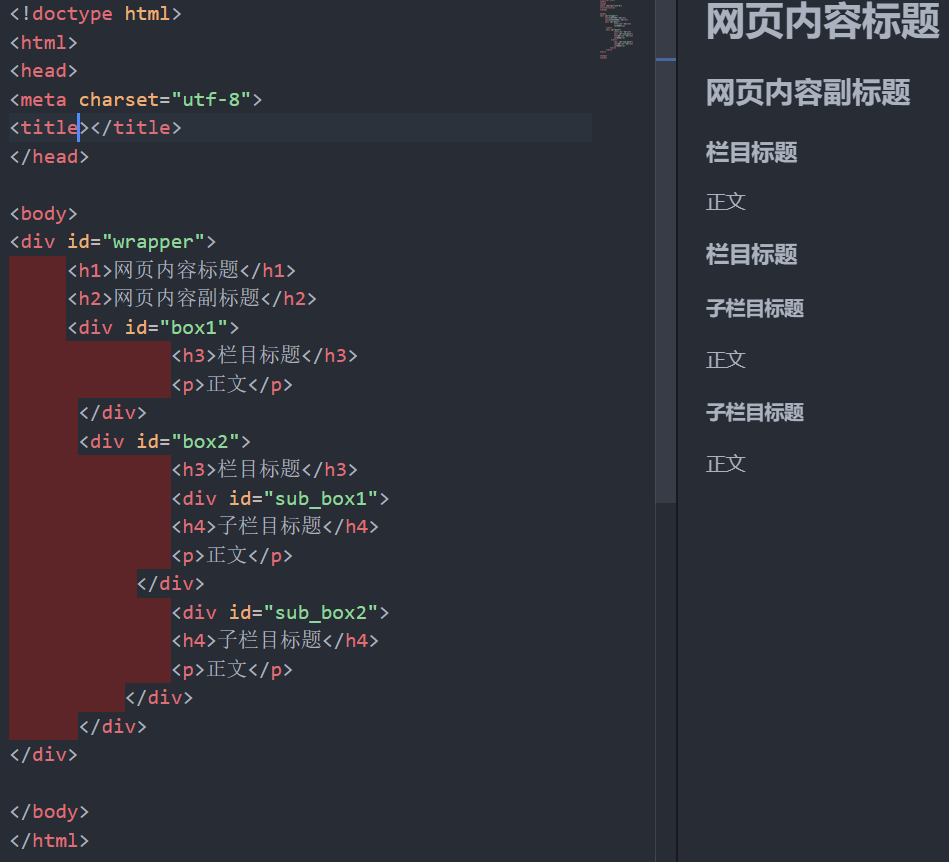 <!doctype html>
<html>
<head>
<meta charset="utf-8">
<title></title>
</head>
<body>
<div id="wrapper">
<h1>网页内容标题</h1>
<h2>网页内容副标题</h2>
<div id="box1">
<h3>栏目标题</h3>
<p>正文</p>
</div>
<div id="box2">
<h3>栏目标题</h3>
<div id="sub_box1">
<h4>子栏目标题</h4>
<p>正文</p>
</div>
<div id="sub_box2">
<h4>子栏目标题</h4>
<p>正文</p>
</div>
</div>
</div>
</body>
</html>
网页内容标题
网页内容副标题
栏目标题
正文
栏目标题
子栏目标题
正文
子栏目标题
正文